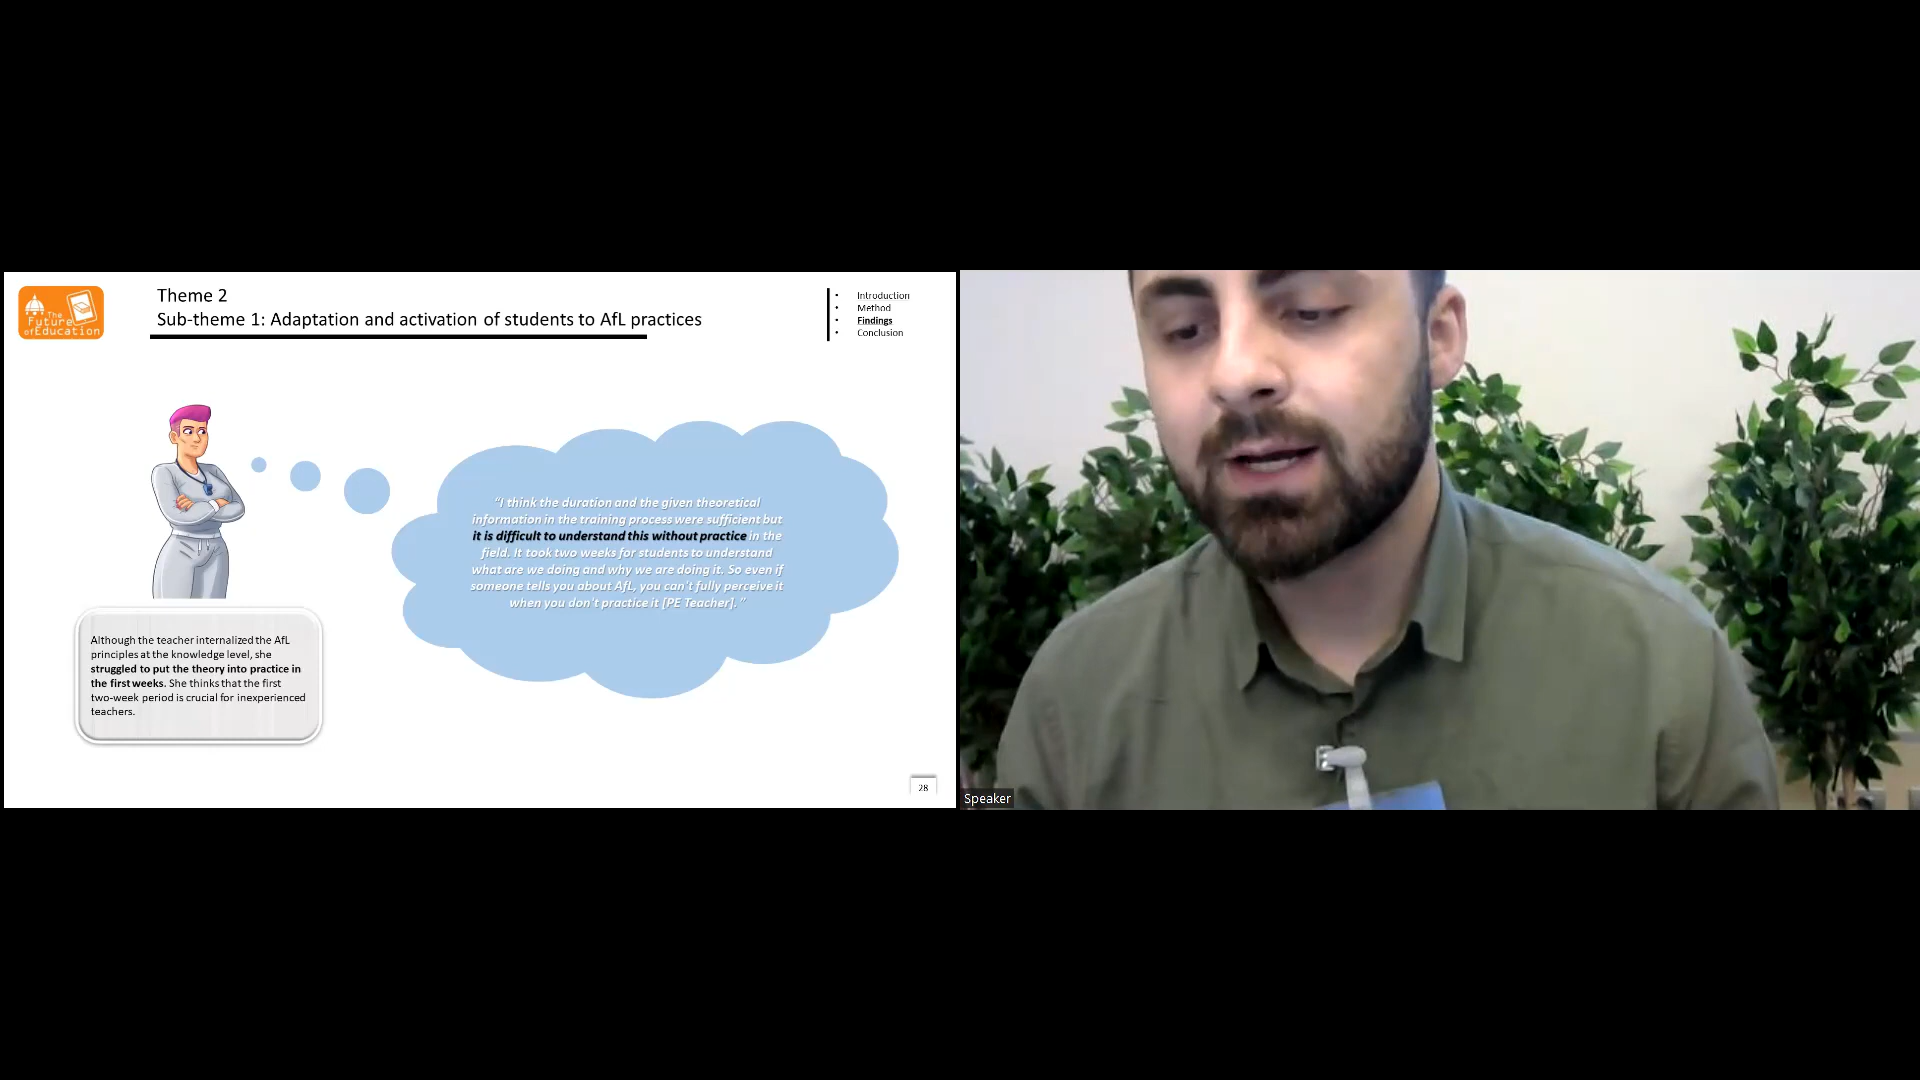 The
Future
of Education
Theme 2
Sub-theme 1: Adaptation and activation of students to AfL practices
• Introduction
• Method
• Findings
• Conclusion
“I think the duration and the given theoretical
information in the training process were sufficient but
it is difficult to understand this without practice in the
field. It took two weeks for students to understand
what are we doing and why we are doing it. So even if
someone tells you about AfL, you can't fully perceive it
when you don't practice it [PE Teacher]. ”
Although the teacher internalized the AfL
principles at the knowledge level, she
struggled to put the theory into practice in
the first weeks. She thinks that the first
two-week period is crucial for inexperienced
teachers.
28
Speaker